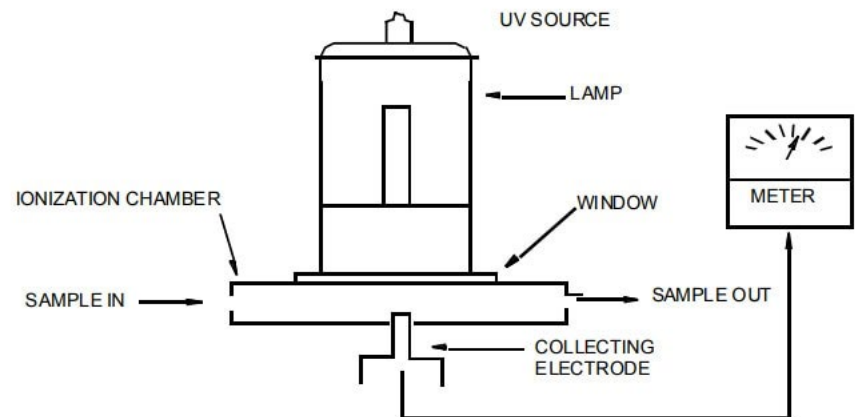 UV SOURCE
LAMP
IONIZATION CHAMBER
WINDOW
METER
SAMPLE IN
SAMPLE OUT
COLLECTING
ELECTRODE